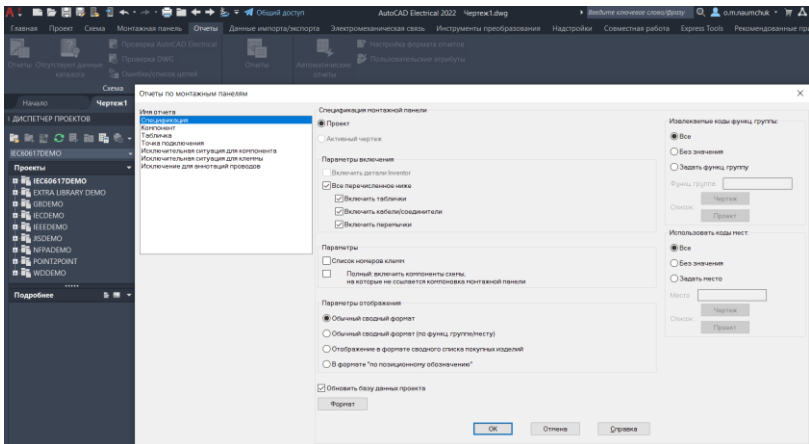 Общий доступ
AutoCAD Electrical 2022 Чертеж1.dwg
Введите ключевое слово/фразу
o.m.naumchuk
Главная Проект Схема Монтажная панель Отчеты Данные импорта/экспорта Электромеханическая связь Инструменты преобразования Надстройки Совместная работа Express Tools Рекомендованные пр
Отчеты
Отсутствуют данные каталога
Проверка AutoCAD Electrical
Проверка DWG
Ошибки/список цепей
Отчеты
Автоматические отчеты
Настройка формата отчетов
Пользовательские атрибуты
Схема
Начало
Чертеж1
ДИСПЕТЧЕР ПРОЕКТОВ
IEC60617DEMO
Проекты
IEC60617DEMO
EXTRA LIBRARY DEMO
GBDEMO
IECDEMO
IEEEDEMO
JISDEMO
NFPADEMO
POINT2POINT
WDDEMO
Подробнее
Отчеты по монтажным панелям
Имя отчета
Спецификация
Компонент
Табличка
Точка подключения
Исключительная ситуация для компонента
Исключительная ситуация для клеммы
Исключение для аннотаций проводов
Спецификация монтажной панели
Проект
Активный чертеж
Параметры включения
Включить детали Inventor
Все перечисленное ниже
Включить таблички
Включить кабели/соединители
Включить перемычки
Параметры
Список номеров клемм
Полный: включить компоненты схемы,
на которые не ссылается компоновка монтажной панели
Параметры отображения
Обычный сводный формат
Обычный сводный формат (по функц. группе/месту)
Отображение в формате сводного списка покупных изделий
В формате "по позиционному обозначению"
Обновить базу данных проекта
Формат
Извлекаемые коды функц. группы:
Все
Без значения
Задать функц. группу
Функц. группе:
Список:
Чертеж
Проект
Использовать коды мест:
Все
Без значения
Задать место
Место
Список:
Чертеж
Проект
OK
Отмена
Справка